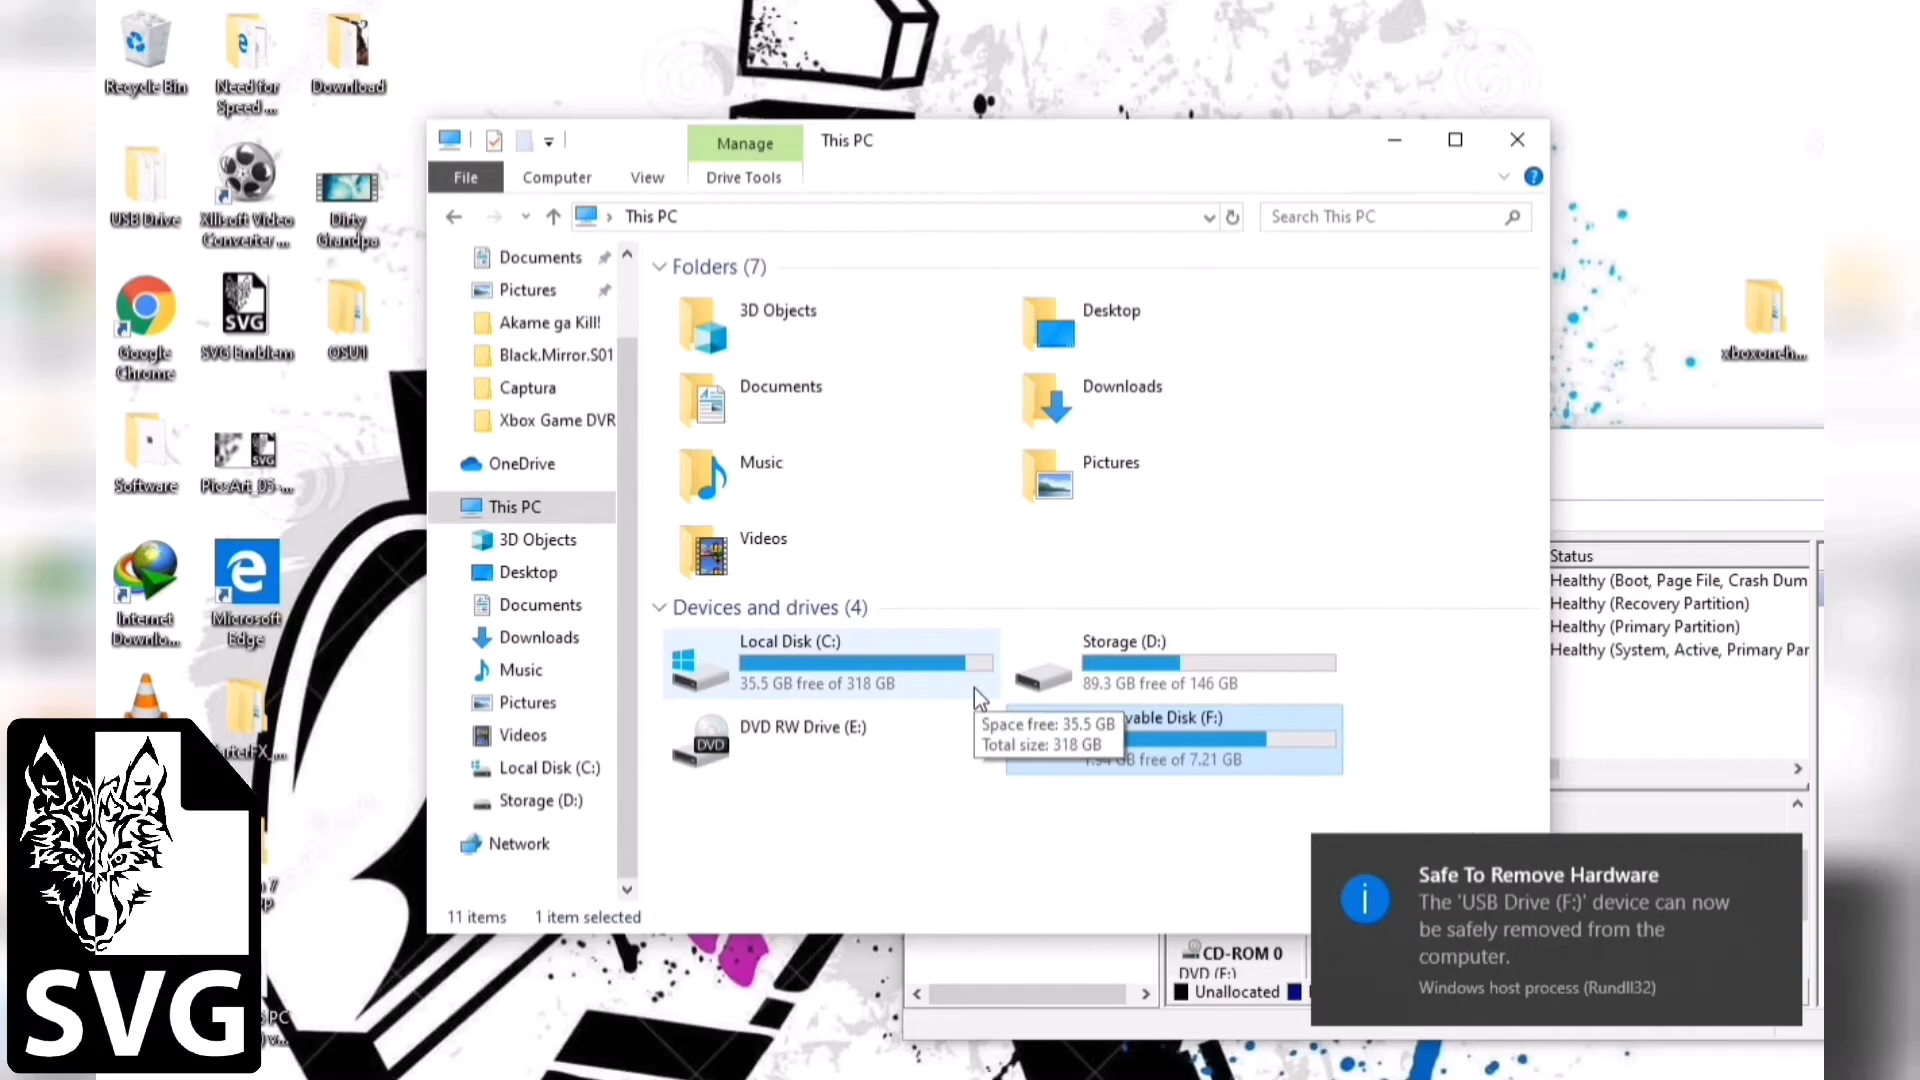 Recycle Bin
Need for
Speed ...
Download
USB Drive
Xilisoft Video
Converter ...
Dirty
Grandpa
Google
Chrome
SVG
SVG Emblem
OSU1
Software
PicsArt_05-...
SVG
Internet
Downlo...
Microsoft
Edge
xboxoneh...
Manage
This PC
File
Computer
View
Drive Tools
This PC
Search This PC
Documents
Pictures
Akame ga Kill!
Black.Mirror.S01
Captura
Xbox Game DVR
OneDrive
This PC
3D Objects
Desktop
Documents
Downloads
Music
Pictures
Videos
Local Disk (C:)
Storage (D:)
Network
11 items
1 item selected
Folders (7)
3D Objects
Desktop
Documents
Downloads
Music
Pictures
Videos
Devices and drives (4)
Local Disk (C:)
35.5 GB free of 318 GB
Storage (D:)
89.3 GB free of 146 GB
DVD
DVD RW Drive (E:)
vable Disk (F:)
1.94 GB free of 7.21 GB
Space free: 35.5 GB
Total size: 318 GB
Status
Healthy (Boot, Page File, Crash Dum
Healthy (Recovery Partition)
Healthy (Primary Partition)
Healthy (System, Active, Primary Par
CD-ROM 0
DVD (E:)
Unallocated
Safe To Remove Hardware
The 'USB Drive (F:)' device can now
be safely removed from the
computer.
Windows host process (Rundll32)
SVG